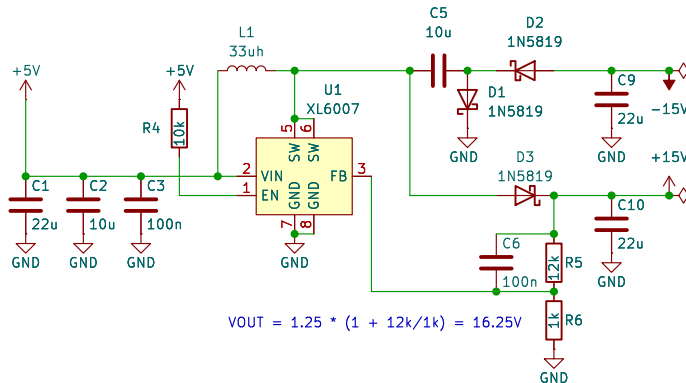 C5
10u
D2
1N5819
L1
33uh
+5V
+5V
U1
XL6007
R4
10k
D1
1N5819
C9
22u
-15V
GND
GND
5
6
SW
SW
D3
1N5819
+15V
2
VIN
FB
3
1
EN
GND
GND
7
8
C1
22u
C2
10u
C3
100n
GND
GND
GND
GND
C10
22u
GND
C6
100n
12k
R5
1k
R6
VOUT = 1.25 * (1 + 12k/1k) = 16.25V
GND